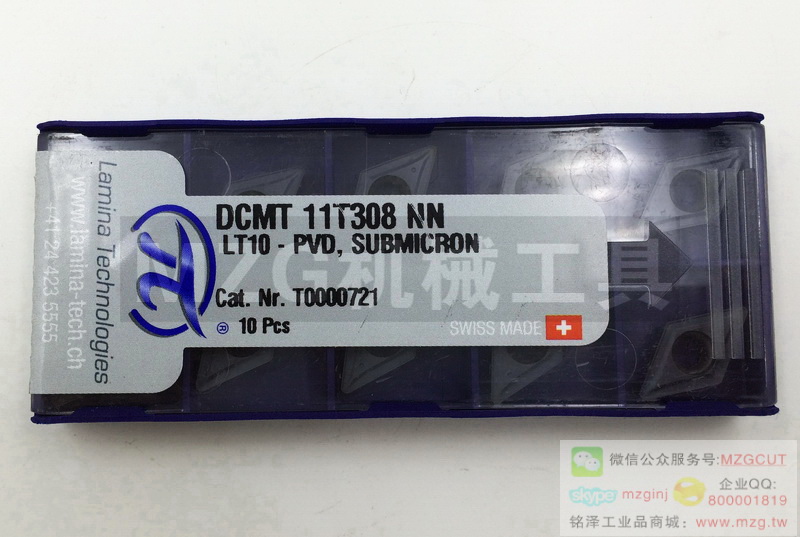 Lamina Technologies
www.lamina-tech.ch
+41-24-423 5555
DCMT 11T308 NN
LT10 - PVD, SUBMICRON
Cat. Nr. T0000721
® 10 Pcs
SWISS MADE
MZG机械工具
微信公众服务号:MZGCUT
skype mzginj 企业QQ:
800001819
铭泽工业品商城: www.mzg.tw